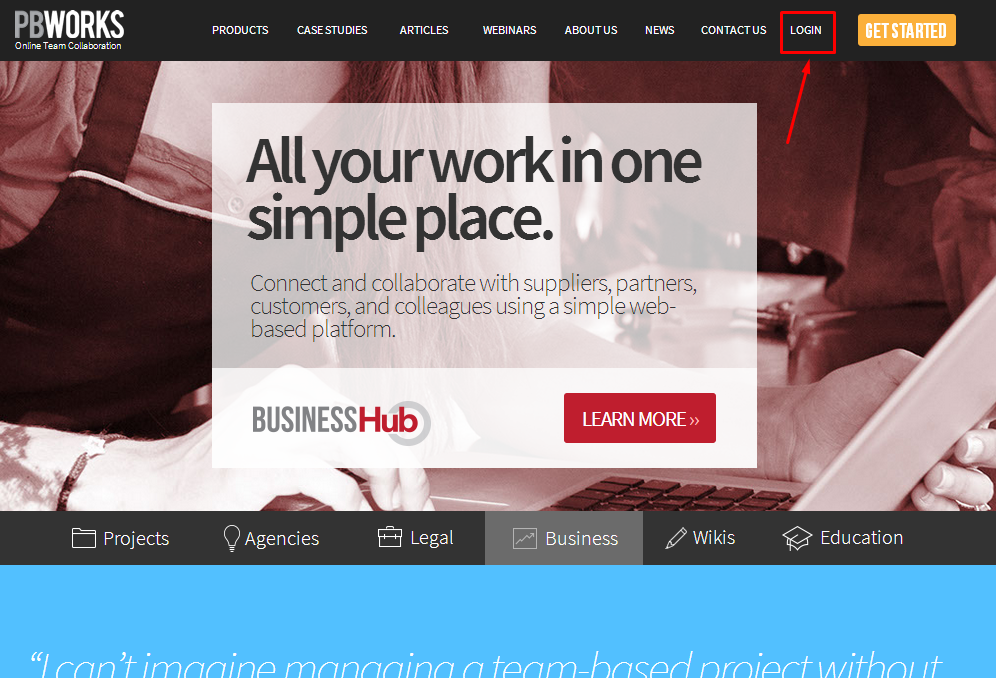 PBWORKS
Online Team Collaboration
PRODUCTS CASE STUDIES ARTICLES WEBINARS ABOUT US NEWS CONTACT US LOGIN GET STARTED
All your work in one
simple place.
Connect and collaborate with suppliers, partners,
customers, and colleagues using a simple web-
based platform.
BUSINESSHub
LEARN MORE »
Projects Agencies Legal Business Wikis Education
“I can’t imagine managing a team-based project without